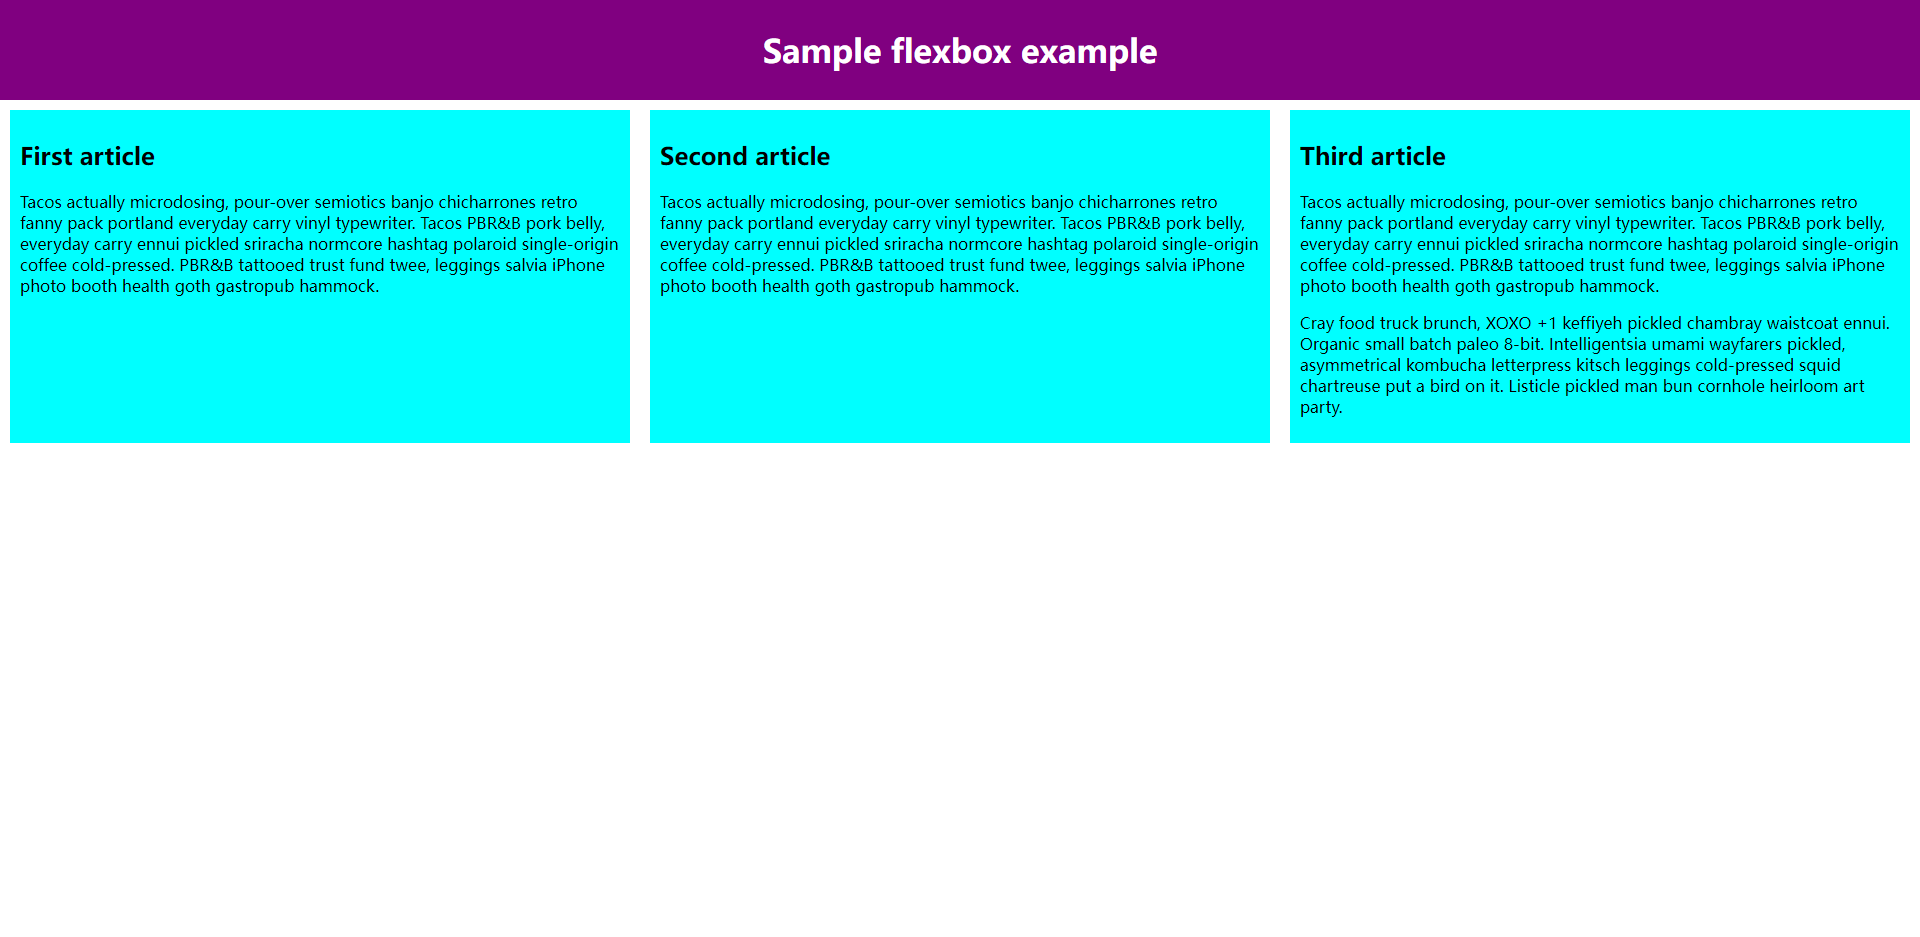 Sample flexbox example
First article
Tacos actually microdosing, pour-over semiotics banjo chicharrones retro
fanny pack portland everyday carry vinyl typewriter. Tacos PBR&B pork belly,
everyday carry ennui pickled sriracha normcore hashtag polaroid single-origin
coffee cold-pressed. PBR&B tattooed trust fund twee, leggings salvia iPhone
photo booth health goth gastropub hammock.
Second article
Tacos actually microdosing, pour-over semiotics banjo chicharrones retro
fanny pack portland everyday carry vinyl typewriter. Tacos PBR&B pork belly,
everyday carry ennui pickled sriracha normcore hashtag polaroid single-origin
coffee cold-pressed. PBR&B tattooed trust fund twee, leggings salvia iPhone
photo booth health goth gastropub hammock.
Third article
Tacos actually microdosing, pour-over semiotics banjo chicharrones retro
fanny pack portland everyday carry vinyl typewriter. Tacos PBR&B pork belly,
everyday carry ennui pickled sriracha normcore hashtag polaroid single-origin
coffee cold-pressed. PBR&B tattooed trust fund twee, leggings salvia iPhone
photo booth health goth gastropub hammock.
Cray food truck brunch, XOXO +1 keffiyeh pickled chambray waistcoat ennui.
Organic small batch paleo 8-bit. Intelligentsia umami wayfarers pickled,
asymmetrical kombucha letterpress kitsch leggings cold-pressed squid
chartreuse put a bird on it. Listicle pickled man bun cornhole heirloom art
party.